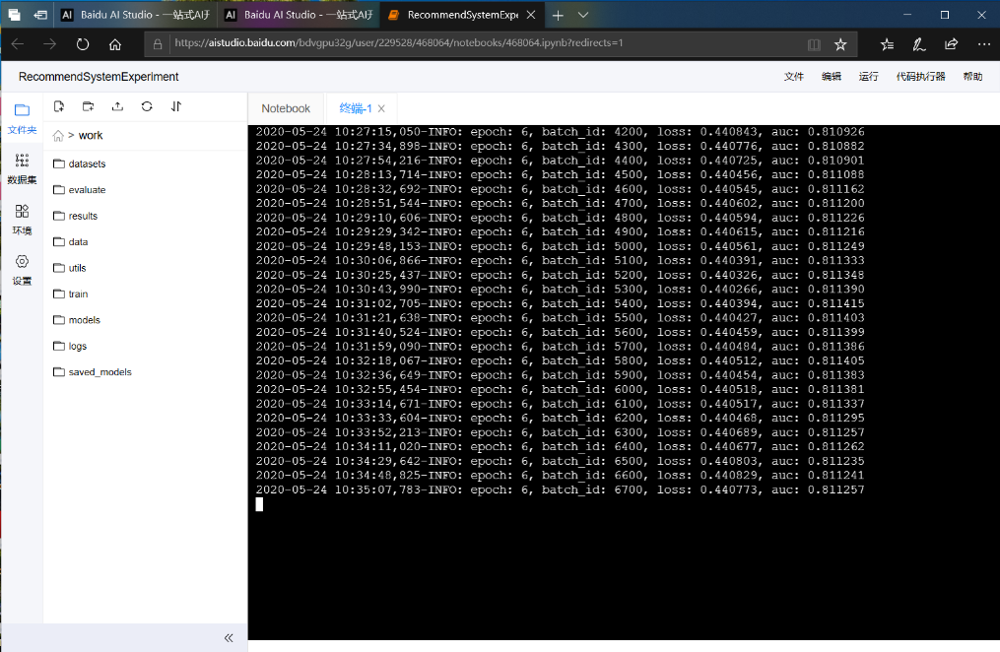 Baidu AI Studio - 一站式AI开
Baidu AI Studio - 一站式AI开
RecommendSystemExpe
https://aistudio.baidu.com/bdvgpu32g/user/229528/468064/notebooks/468064.ipynb?redirects=1
RecommendSystemExperiment
文件 编辑 运行 代码执行器 帮助
文件夹
数据集
环境
设置
> work
datasets
evaluate
results
data
utils
train
models
logs
saved_models
Notebook
终端-1
2020-05-24 10:27:15,050-INFO: epoch: 6, batch_id: 4200, loss: 0.440843, auc: 0.810926
2020-05-24 10:27:34,898-INFO: epoch: 6, batch_id: 4300, loss: 0.440776, auc: 0.810882
2020-05-24 10:27:54,216-INFO: epoch: 6, batch_id: 4400, loss: 0.440725, auc: 0.810901
2020-05-24 10:28:13,714-INFO: epoch: 6, batch_id: 4500, loss: 0.440456, auc: 0.811088
2020-05-24 10:28:32,692-INFO: epoch: 6, batch_id: 4600, loss: 0.440545, auc: 0.811162
2020-05-24 10:28:51,544-INFO: epoch: 6, batch_id: 4700, loss: 0.440602, auc: 0.811200
2020-05-24 10:29:10,606-INFO: epoch: 6, batch_id: 4800, loss: 0.440594, auc: 0.811226
2020-05-24 10:29:29,342-INFO: epoch: 6, batch_id: 4900, loss: 0.440615, auc: 0.811216
2020-05-24 10:29:48,153-INFO: epoch: 6, batch_id: 5000, loss: 0.440561, auc: 0.811249
2020-05-24 10:30:06,866-INFO: epoch: 6, batch_id: 5100, loss: 0.440391, auc: 0.811333
2020-05-24 10:30:25,437-INFO: epoch: 6, batch_id: 5200, loss: 0.440326, auc: 0.811348
2020-05-24 10:30:43,990-INFO: epoch: 6, batch_id: 5300, loss: 0.440266, auc: 0.811390
2020-05-24 10:31:02,705-INFO: epoch: 6, batch_id: 5400, loss: 0.440394, auc: 0.811415
2020-05-24 10:31:21,638-INFO: epoch: 6, batch_id: 5500, loss: 0.440427, auc: 0.811403
2020-05-24 10:31:40,524-INFO: epoch: 6, batch_id: 5600, loss: 0.440459, auc: 0.811399
2020-05-24 10:31:59,090-INFO: epoch: 6, batch_id: 5700, loss: 0.440484, auc: 0.811386
2020-05-24 10:32:18,067-INFO: epoch: 6, batch_id: 5800, loss: 0.440512, auc: 0.811405
2020-05-24 10:32:36,649-INFO: epoch: 6, batch_id: 5900, loss: 0.440454, auc: 0.811383
2020-05-24 10:32:55,454-INFO: epoch: 6, batch_id: 6000, loss: 0.440518, auc: 0.811381
2020-05-24 10:33:14,671-INFO: epoch: 6, batch_id: 6100, loss: 0.440517, auc: 0.811337
2020-05-24 10:33:33,604-INFO: epoch: 6, batch_id: 6200, loss: 0.440468, auc: 0.811295
2020-05-24 10:33:52,213-INFO: epoch: 6, batch_id: 6300, loss: 0.440689, auc: 0.811257
2020-05-24 10:34:11,020-INFO: epoch: 6, batch_id: 6400, loss: 0.440677, auc: 0.811262
2020-05-24 10:34:29,642-INFO: epoch: 6, batch_id: 6500, loss: 0.440803, auc: 0.811235
2020-05-24 10:34:48,825-INFO: epoch: 6, batch_id: 6600, loss: 0.440829, auc: 0.811241
2020-05-24 10:35:07,783-INFO: epoch: 6, batch_id: 6700, loss: 0.440773, auc: 0.811257